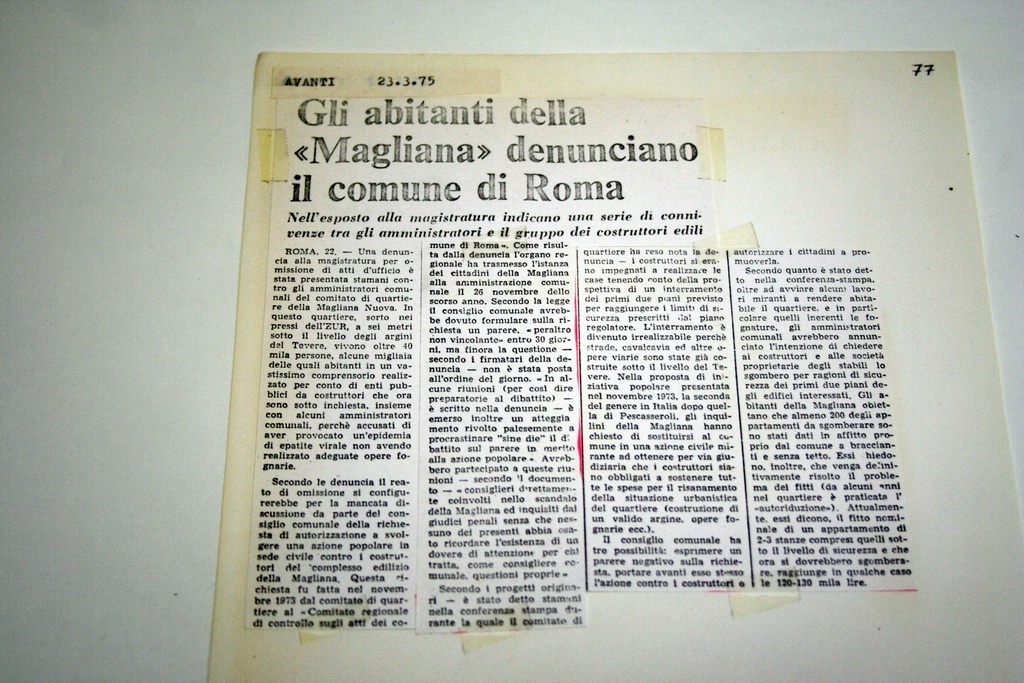 AVANTI 23.3.75
77
Gli abitanti della
«Magliana» denunciano
il comune di Roma
Nell'esposto alla magistratura indicano una serie di conni-
venze tra gli amministratori e il gruppo dei costruttori edili
ROMA, 22. — Una denun-
cia alla magistratura per o-
missione di atti d'ufficio è
stata presentata stamani con-
tro gli amministratori comu-
nali del comitato di quartie-
re della Magliana Nuova. In
questo quartiere, sorto nei
pressi dell'EUR, a sei metri
sotto il livello degli argini
del Tevere, vivono oltre 40
mila persone, alcune migliaia
delle quali abitanti in un va-
stissimo comprensorio realiz-
zato per conto di enti pub-
blici da costruttori che ora
sono sotto inchiesta, insieme
con alcuni amministratori
comunali, perchè accusati di
aver provocato un'epidemia
di epatite virale non avendo
realizzato adeguate opere fo-
gnarie.
Secondo le denuncia il rea-
to di omissione si configu-
rerebbe per la mancata di-
scussione da parte del con-
siglio comunale della richie-
sta di autorizzazione a svol-
gere una azione popolare in
sede civile contro i costrut-
tori del complesso edilizio
della Magliana. Questa ri-
chiesta fu fatta nel novem-
bre 1973 dal comitato di quar-
tiere al «Comitato regionale
di controllo sugli atti dei co-
mune di Roma». Come risul-
ta dalla denuncia l'organo re-
gionale ha trasmesso l'istanza
dei cittadini della Magliana
alla amministrazione comu-
nale il 26 novembre dello
scorso anno. Secondo la legge
il consiglio comunale avreb-
be dovuto formulare sulla ri-
chiesta un parere, «peraltro
non vincolante» entro 30 gior-
ni, ma finora la questione —
secondo i firmatari della de-
nuncia — non è stata posta
all'ordine del giorno. «In al-
cune riunioni (per così dire
preparatorie al dibattito) —
è scritto nella denuncia — è
emerso inoltre un atteggia
mento rivolto palesemente a
procrastinare "sine die" il di
battito sul parere in merito
alla azione popolare». Avreb-
bero partecipato a queste riu-
nioni — secondo il documen-
to — «consiglieri direttamen-
te coinvolti nello scandalo
della Magliana ed inquisiti dai
giudici penali senza che nes-
suno dei presenti abbia osa-
to ricordare l'esistenza di un
dovere di attenzione per chi
tratta, come consigliere co-
munale, questioni proprie»
Secondo i progetti origina-
ri — è stato detto stamani
nella conferenza stampa du-
rante la quale il comitato di
quartiere ha reso nota la de-
nuncia — i costruttori si era-
no impegnati a realizzare le
case tenendo conto della pro-
spettiva di un interramento
dei primi due piani previsto
per raggiungere i limiti di si-
curezza prescritti dal piano
regolatore. L'interramento è
divenuto irrealizzabile perchè
strade, cavalcavia ed altre o-
pere viarie sono state già co-
struite sotto il livello del Te-
vere. Nella proposta di ini-
ziativa popolare presentata
nel novembre 1973, la seconda
del genere in Italia dopo quel-
la di Pescasseroli, gli inqui-
lini della Magliana hanno
chiesto di sostituirsi al co-
mune in una azione civile mi-
rante ad ottenere per via giu-
diziaria che i costruttori sia-
no obbligati a sostenere tut-
te le spese per il risanamento
della situazione urbanistica
del quartiere (costruzione di
un valido argine, opere fo-
gnarie ecc.).
Il consiglio comunale ha
tre possibilità: esprimere un
parere negativo sulla richie-
sta, portare avanti esso stesso
l'azione contro i costruttori o
autorizzare i cittadini a pro-
muoverla.
Secondo quanto è stato det-
to nella conferenza-stampa,
oltre ad avviare alcuni lavo-
ri miranti a rendere abita-
bile il quartiere, e in parti-
colare quelli inerenti le fo-
gnature, gli amministratori
comunali avrebbero annun-
ciato l'intenzione di chiedere
ai costruttori e alle società
proprietarie degli stabili lo
sgombero per ragioni di sicu-
rezza dei primi due piani de-
gli edifici interessati. Gli a-
bitanti della Magliana obiet-
tano che almeno 200 degli ap-
partamenti da sgomberare so-
no stati dati in affitto pro-
prio dal comune a braccian-
ti e senza tetto. Essi chiedo-
no, inoltre, che venga defini-
tivamente risolto il proble-
ma dei fitti (da alcuni anni
nel quartiere è praticata l'
«autoriduzione»). Attualmen-
te, essi dicono, il fitto nomi-
nale di un appartamento di
2-3 stanze compresi quelli sot-
to il livello di sicurezza e che
ora si dovrebbero sgombera-
re, raggiunge in qualche caso
le 120-130 mila lire.